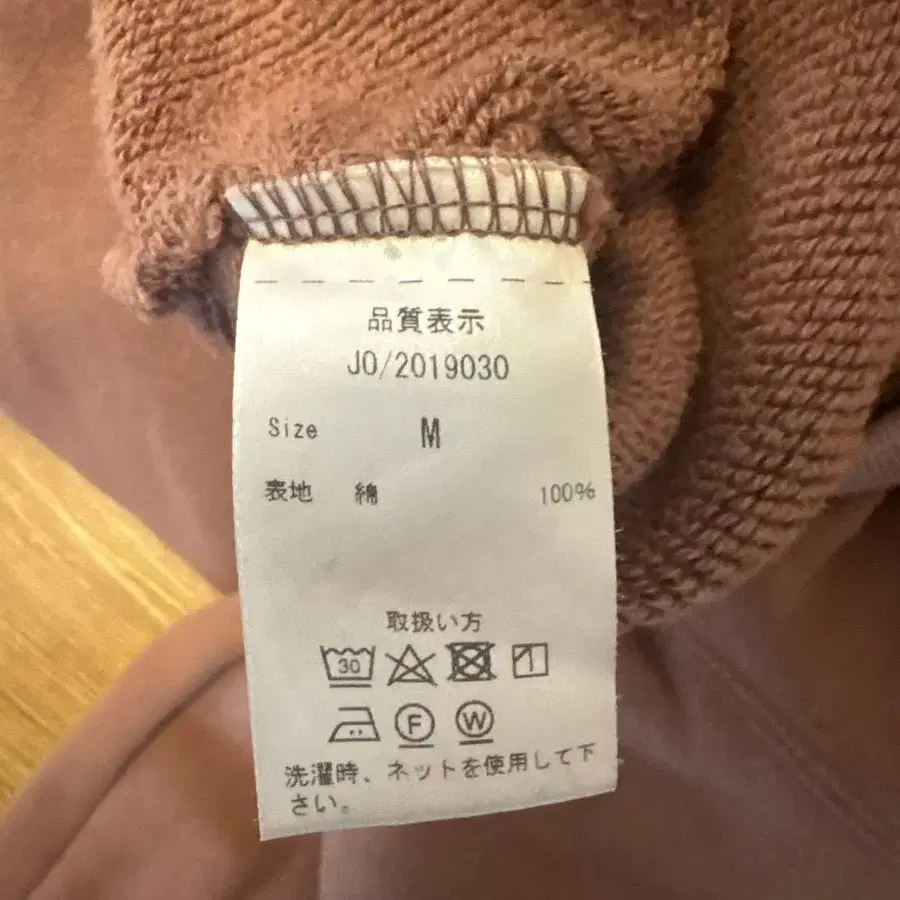 品質表示
JO/2019030
Size M
表地 綿 100%
取扱い方
30
F W
洗濯時、ネットを使用して下
さい。